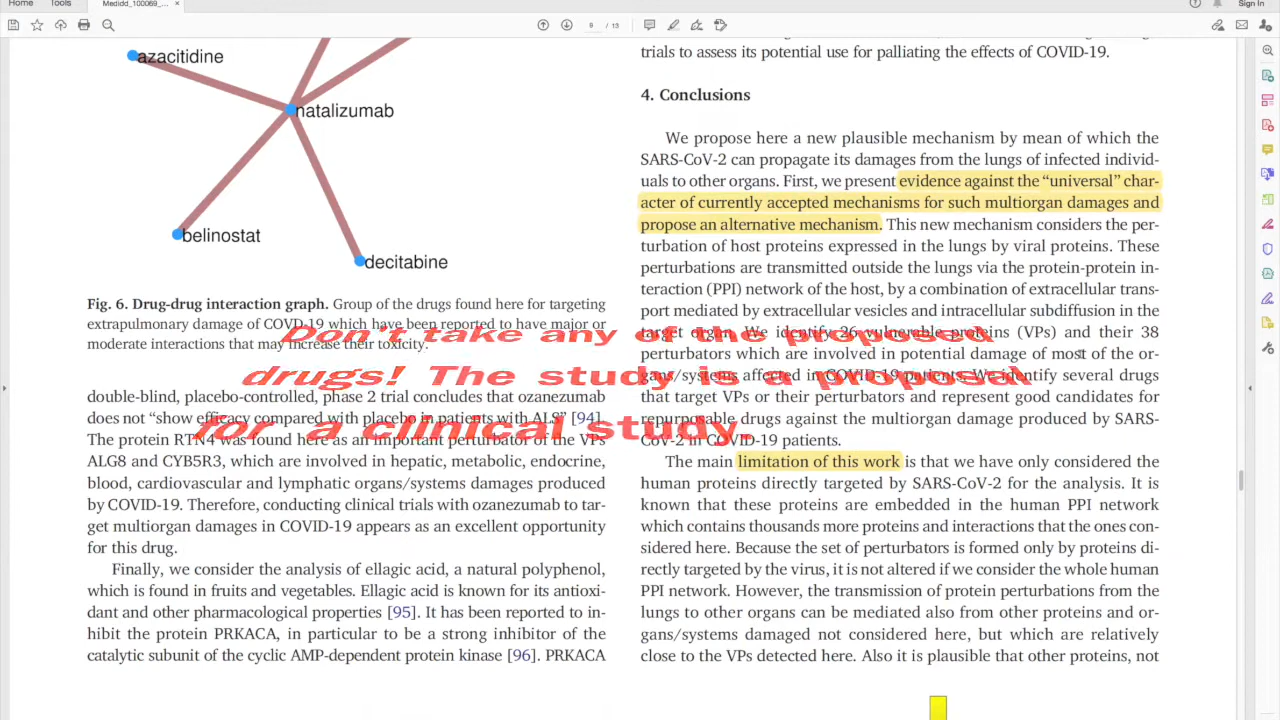 Home Tools Medidd_100069_... × Sign In
9 / 13
azacitidine
natalizumab
belinostat
decitabine
Fig. 6. Drug-drug interaction graph. Group of the drugs found here for targeting
extrapulmonary damage of COVD-19 which have been reported to have major or
moderate interactions that may increase their toxicity.
double-blind, placebo-controlled, phase 2 trial concludes that ozanezumab
does not “show efficacy compared with placebo in patients with ALS” [94].
The protein RTN4 was found here as an important perturbator of the VPs
ALG8 and CYB5R3, which are involved in hepatic, metabolic, endocrine,
blood, cardiovascular and lymphatic organs/systems damages produced
by COVID-19. Therefore, conducting clinical trials with ozanezumab to tar-
get multiorgan damages in COVID-19 appears as an excellent opportunity
for this drug.
Finally, we consider the analysis of ellagic acid, a natural polyphenol,
which is found in fruits and vegetables. Ellagic acid is known for its antioxi-
dant and other pharmacological properties [95]. It has been reported to in-
hibit the protein PRKACA, in particular to be a strong inhibitor of the
catalytic subunit of the cyclic AMP-dependent protein kinase [96]. PRKACA
trials to assess its potential use for palliating the effects of COVID-19.
4. Conclusions
We propose here a new plausible mechanism by mean of which the
SARS-CoV-2 can propagate its damages from the lungs of infected individ-
uals to other organs. First, we present evidence against the “universal” char-
acter of currently accepted mechanisms for such multiorgan damages and
propose an alternative mechanism. This new mechanism considers the per-
turbation of host proteins expressed in the lungs by viral proteins. These
perturbations are transmitted outside the lungs via the protein-protein in-
teraction (PPI) network of the host, by a combination of extracellular trans-
port mediated by extracellular vesicles and intracellular subdiffusion in the
target organ. We identify 26 vulnerable proteins (VPs) and their 38
perturbators which are involved in potential damage of most of the or-
gans/systems affected in COVID-19 patients. We identify several drugs
that target VPs or their perturbators and represent good candidates for
repurposable drugs against the multiorgan damage produced by SARS-
CoV-2 in COVID-19 patients.
The main limitation of this work is that we have only considered the
human proteins directly targeted by SARS-CoV-2 for the analysis. It is
known that these proteins are embedded in the human PPI network
which contains thousands more proteins and interactions that the ones con-
sidered here. Because the set of perturbators is formed only by proteins di-
rectly targeted by the virus, it is not altered if we consider the whole human
PPI network. However, the transmission of protein perturbations from the
lungs to other organs can be mediated also from other proteins and or-
gans/systems damaged not considered here, but which are relatively
close to the VPs detected here. Also it is plausible that other proteins, not
Don't take any of the proposed
drugs! The study is a proposal
for a clinical study.